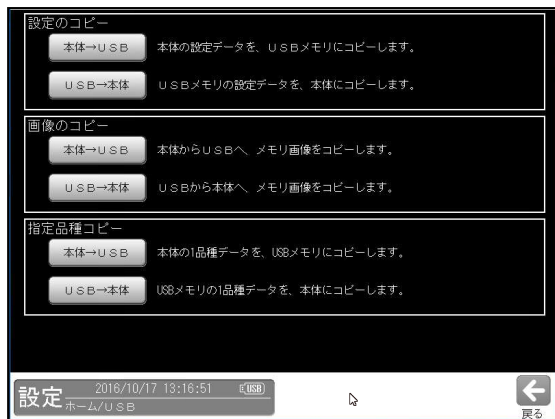 設定のコピー
本体→ＵＳＢ 本体の設定データを、ＵＳＢメモリにコピーします。
ＵＳＢ→本体 ＵＳＢメモリの設定データを、本体にコピーします。
画像のコピー
本体→ＵＳＢ 本体からＵＳＢへ、メモリ画像をコピーします。
ＵＳＢ→本体 ＵＳＢから本体へ、メモリ画像をコピーします。
指定品種コピー
本体→ＵＳＢ 本体の1品種データを、USBメモリにコピーします。
ＵＳＢ→本体 USBメモリの1品種データを、本体にコピーします。
設定 2016/10/17 13:16:51 USB
ホーム/ＵＳＢ
戻る